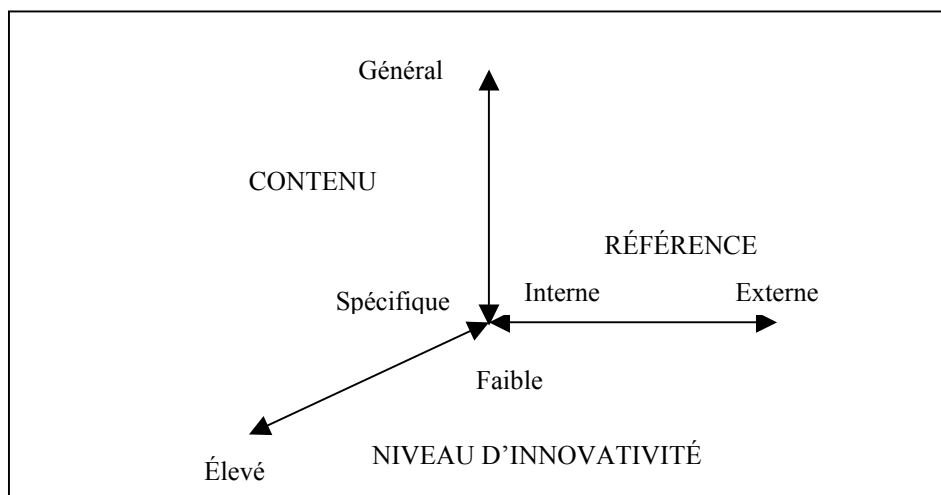 Général
CONTENU
RÉFÉRENCE
Spécifique
Interne
Externe
Faible
Élevé
NIVEAU D'INNOVATIVITÉ